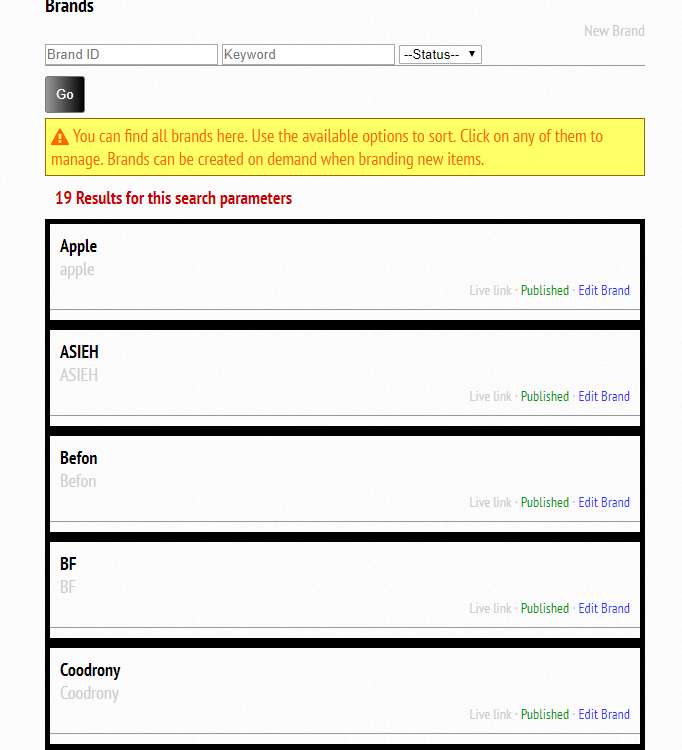 Brands
New Brand
Brand ID Keyword --Status--
Go
You can find all brands here. Use the available options to sort. Click on any of them to
manage. Brands can be created on demand when branding new items.
19 Results for this search parameters
Apple
apple
Live link · Published · Edit Brand
ASIEH
ASIEH
Live link · Published · Edit Brand
Befon
Befon
Live link · Published · Edit Brand
BF
BF
Live link · Published · Edit Brand
Coodrony
Coodrony
Live link · Published · Edit Brand